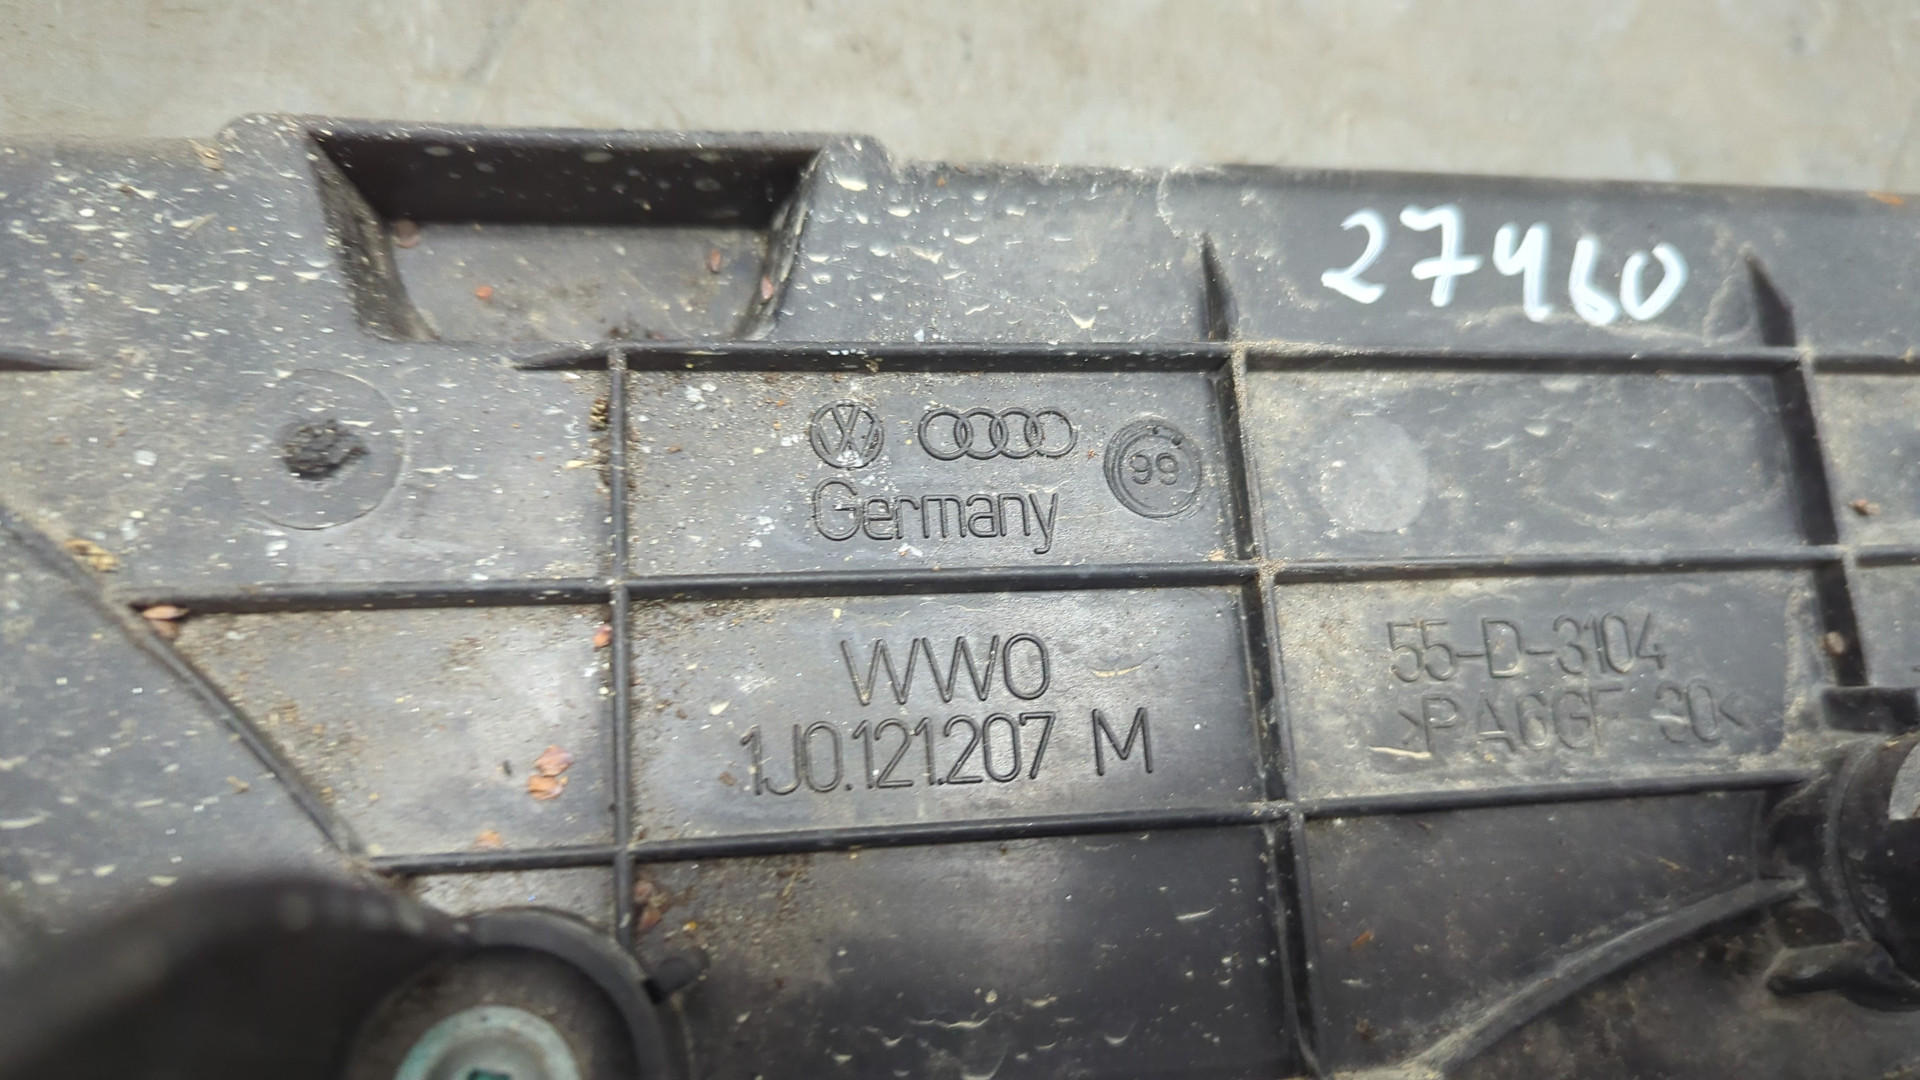 27460
99
Germany
WWO
1J0.121.207 M
55-D-3104
>PA6GF 30<